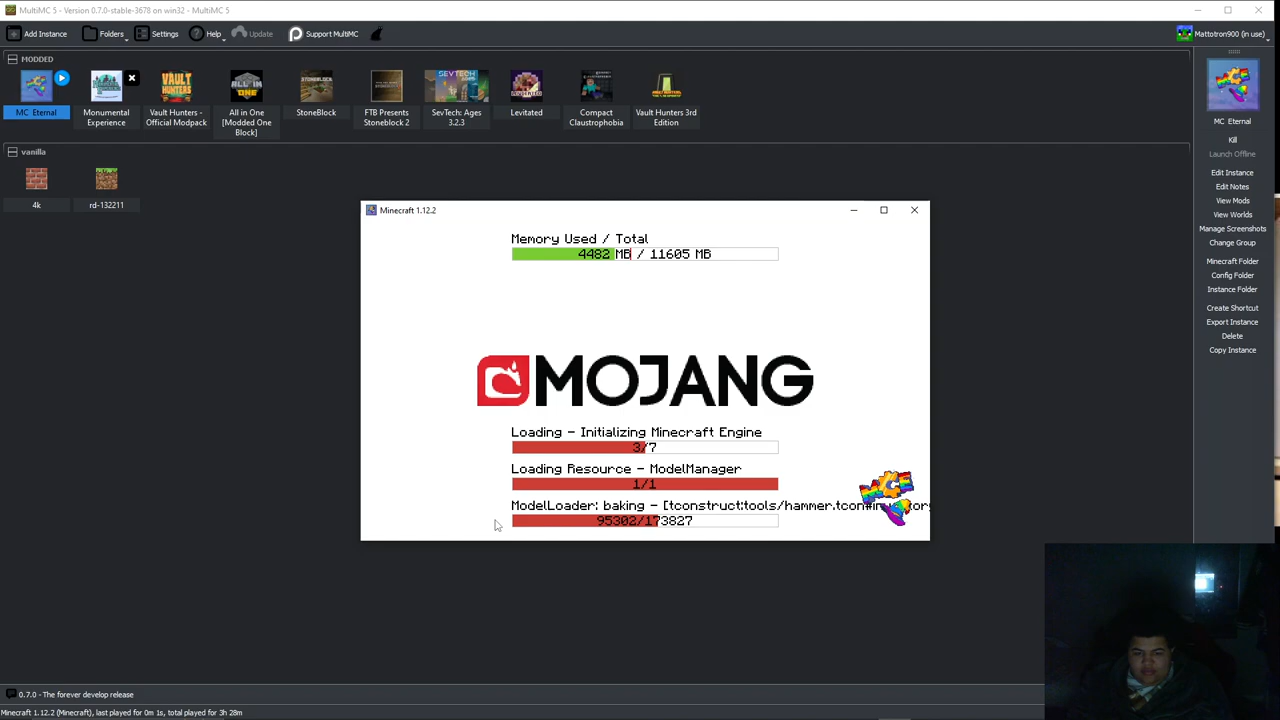 MultiMC 5 - Version 0.7.0-stable-3678 on win32 - MultiMC 5
Add Instance Folders Settings Help Update Support MultiMC Mattotron900 (in use)
MODDED
MC Eternal
Monumental
Experience
Vault Hunters -
Official Modpack
All in One
[Modded One
Block]
StoneBlock
FTB Presents
Stoneblock 2
SevTech: Ages
3.2.3
Levitated
Compact
Claustrophobia
Vault Hunters 3rd
Edition
vanilla
4k
rd-132211
MC Eternal
Kill
Launch Offline
Edit Instance
Edit Notes
View Mods
View Worlds
Manage Screenshots
Change Group
Minecraft Folder
Config Folder
Instance Folder
Create Shortcut
Export Instance
Delete
Copy Instance
Minecraft 1.12.2
Memory Used / Total
4482 MB / 11605 MB
MOJANG
Loading - Initializing Minecraft Engine
3/7
Loading Resource - ModelManager
1/1
ModelLoader: baking - [tconstruct:tools/hammer.tcon
95302/173827
MCE
0.7.0 - The forever develop release
Minecraft 1.12.2 (Minecraft), last played for 0m 1s, total played for 3h 28m